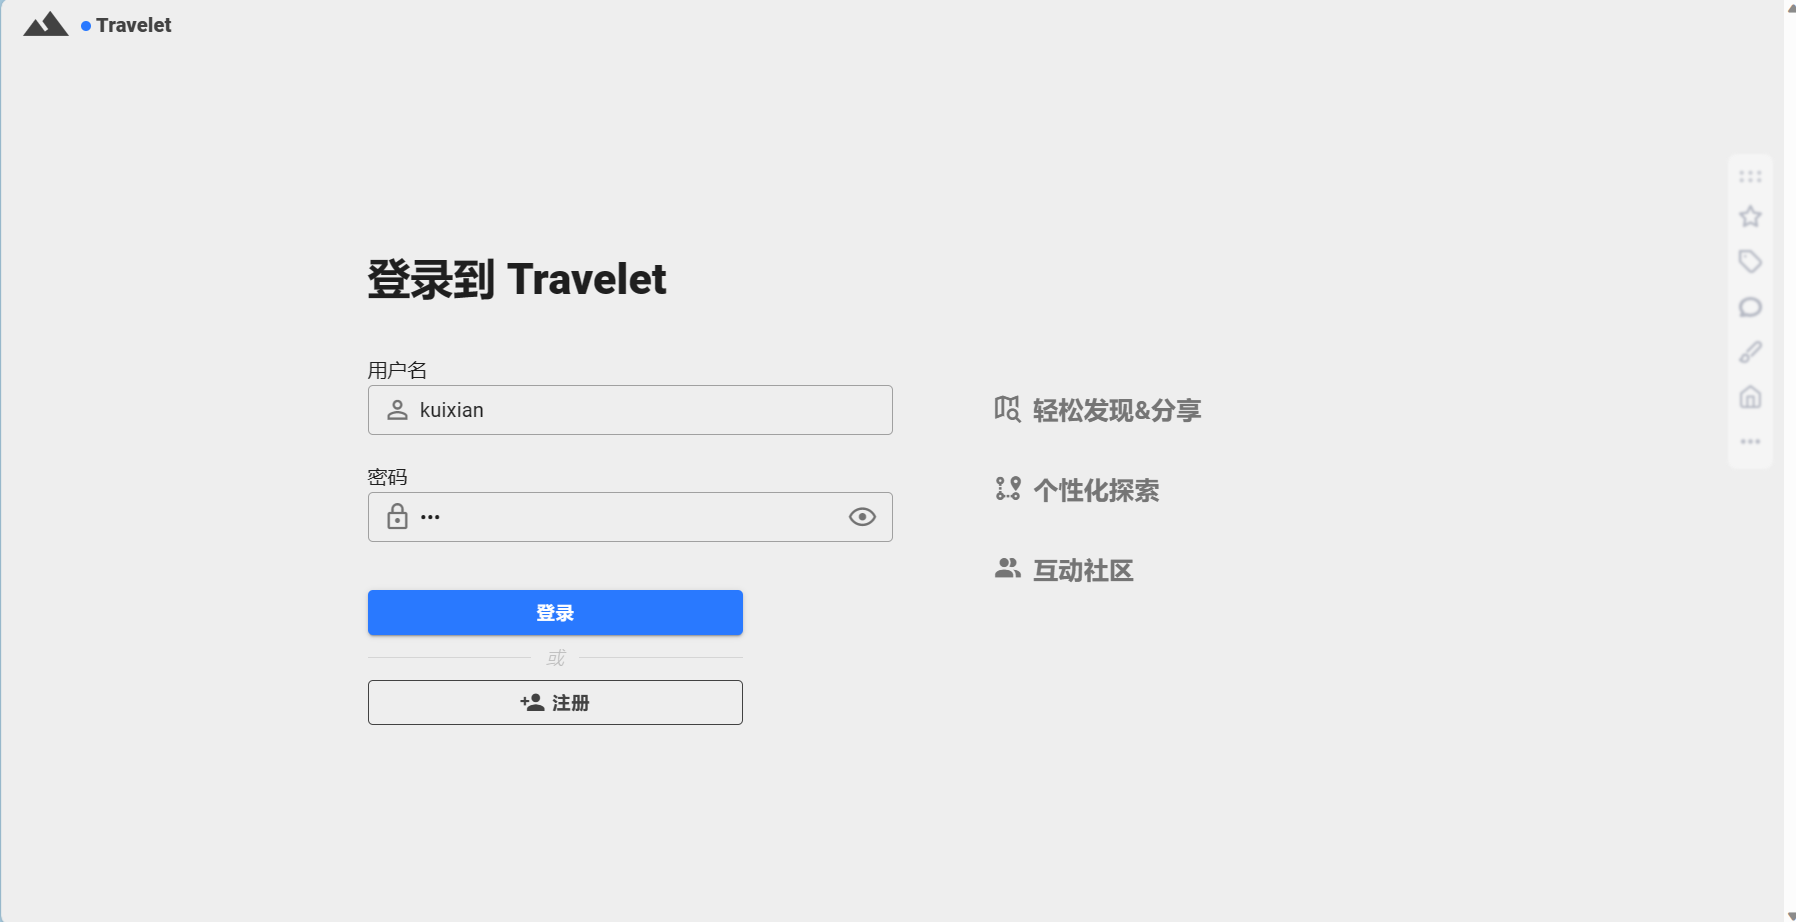 Travelet
登录到 Travelet
用户名
kuixian
密码
•••
登录
或
注册
轻松发现&分享
个性化探索
互动社区